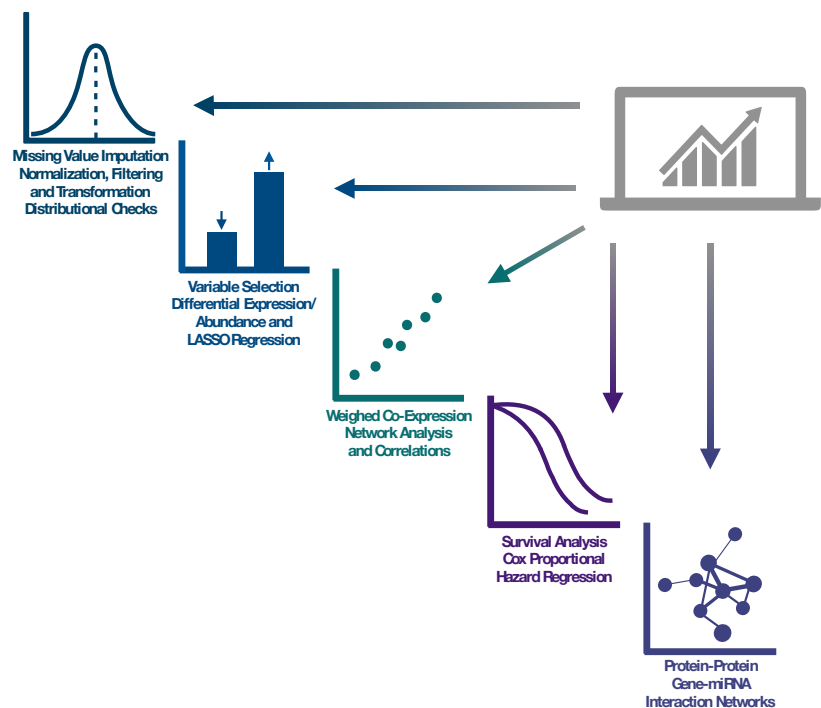 Missing Value Imputation
Normalization, Filtering
and Transformation
Distributional Checks
Variable Selection
Differential Expression/
Abundance and
LASSO Regression
Weighed Co-Expression
Network Analysis
and Correlations
Survival Analysis
Cox Proportional
Hazard Regression
Protein-Protein
Gene-miRNA
Interaction Networks